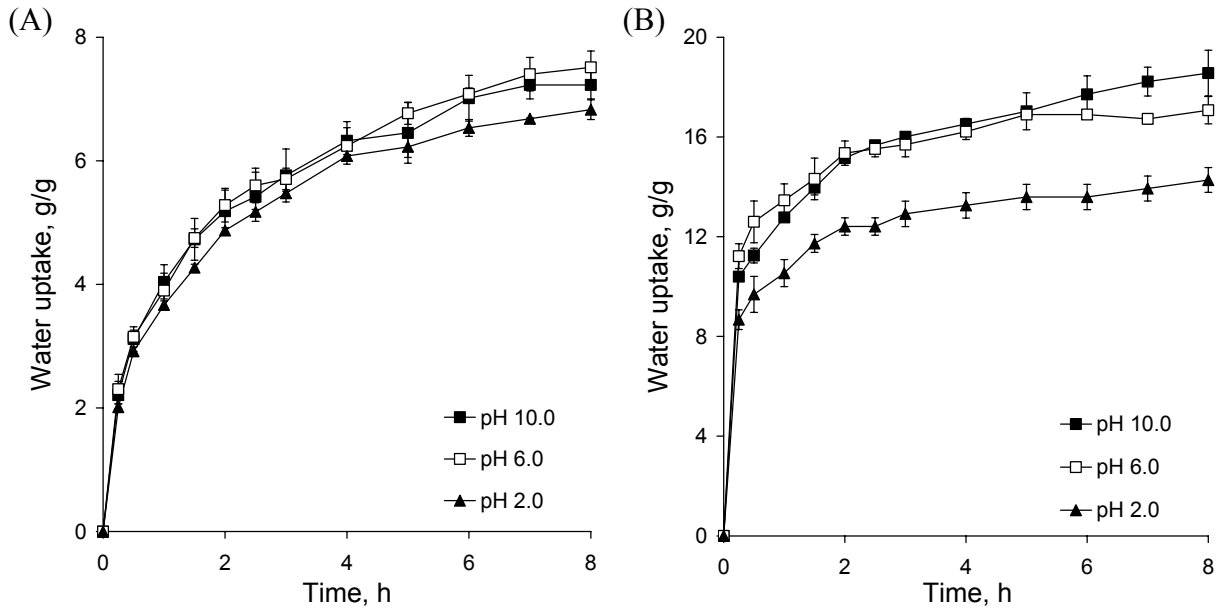 (A)
Water uptake, g/g
8
6
4
2
0
pH 10.0
pH 6.0
pH 2.0
0 2 4 6 8
Time, h
(B)
Water uptake, g/g
20
16
12
8
4
0
pH 10.0
pH 6.0
pH 2.0
0 2 4 6 8
Time, h